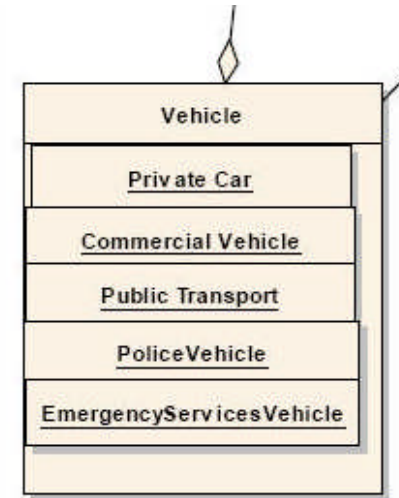 Vehicle
Private Car
Commercial Vehicle
Public Transport
PoliceVehicle
EmergencyServicesVehicle